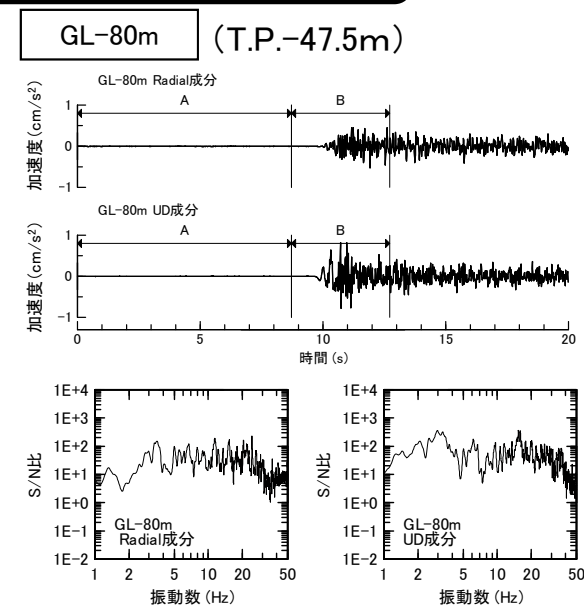 GL-80m (T.P.-47.5m)
GL-80m Radial成分
A B
加速度(cm/s²)
1
0
-1
GL-80m UD成分
A B
加速度(cm/s²)
1
0
-1
0 5 10 15 20
時間(s)
1E+4
1E+3
1E+2
1E+1
1E+0
1E-1
1E-2
S/N比
GL-80m
Radial成分
1 2 5 10 20 50
振動数(Hz)
1E+4
1E+3
1E+2
1E+1
1E+0
1E-1
1E-2
S/N比
GL-80m
UD成分
1 2 5 10 20 50
振動数(Hz)